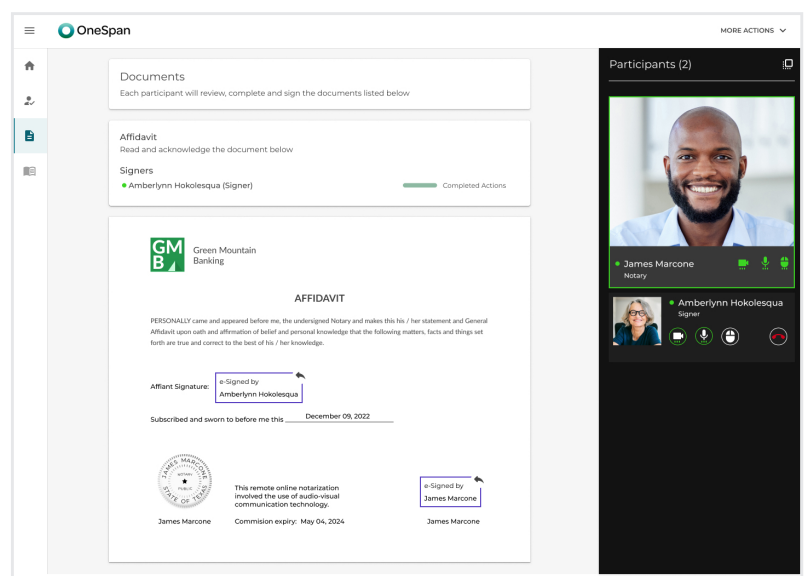 OneSpan
MORE ACTIONS
Documents
Each participant will review, complete and sign the documents listed below
Affidavit
Read and acknowledge the document below
Signers
Amberlynn Hokolesqua (Signer)
Completed Actions
GM
B
Green Mountain
Banking
AFFIDAVIT
PERSONALLY came and appeared before me, the undersigned Notary and makes this his / her statement and General
Affidavit upon oath and affirmation of belief and personal knowledge that the following matters, facts and things set
forth are true and correct to the best of his / her knowledge.
Affiant Signature:
e-Signed by
Amberlynn Hokolesqua
Subscribed and sworn to before me this December 09, 2022
JAMES MARCONE
NOTARY
PUBLIC
STATE OF TEXAS
This remote online notarization
involved the use of audio-visual
communication technology.
e-Signed by
James Marcone
James Marcone
Commision expiry: May 04, 2024
James Marcone
Participants (2)
James Marcone
Notary
Amberlynn Hokolesqua
Signer